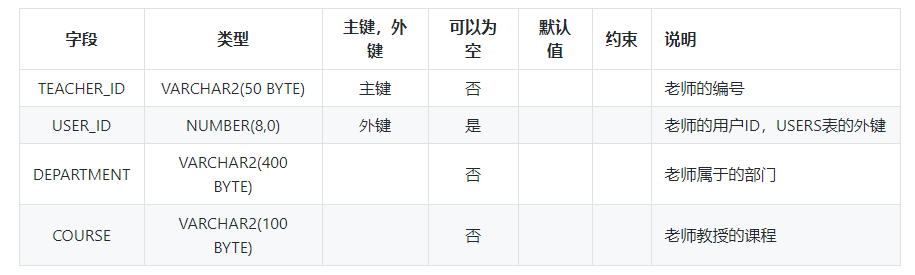 字段 类型 主键，外键 可以为空 默认值 约束 说明
TEACHER_ID VARCHAR2(50 BYTE) 主键 否 老师的编号
USER_ID NUMBER(8,0) 外键 是 老师的用户ID，USERS表的外键
DEPARTMENT VARCHAR2(400 BYTE) 否 老师属于的部门
COURSE VARCHAR2(100 BYTE) 否 老师教授的课程